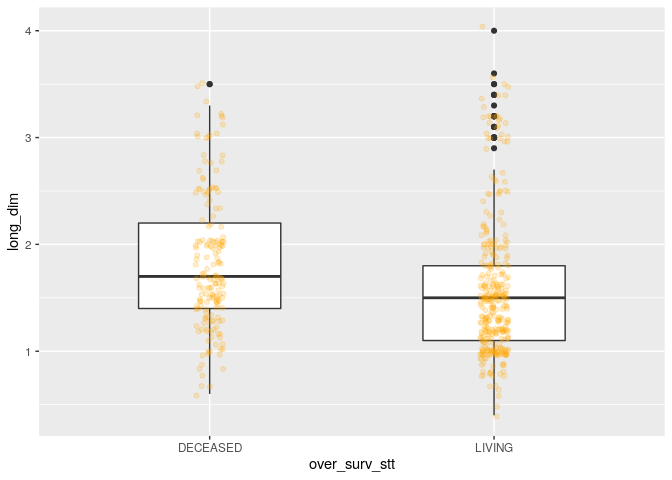 4
3
2
1
long_dim
DECEASED
LIVING
over_surv_stt